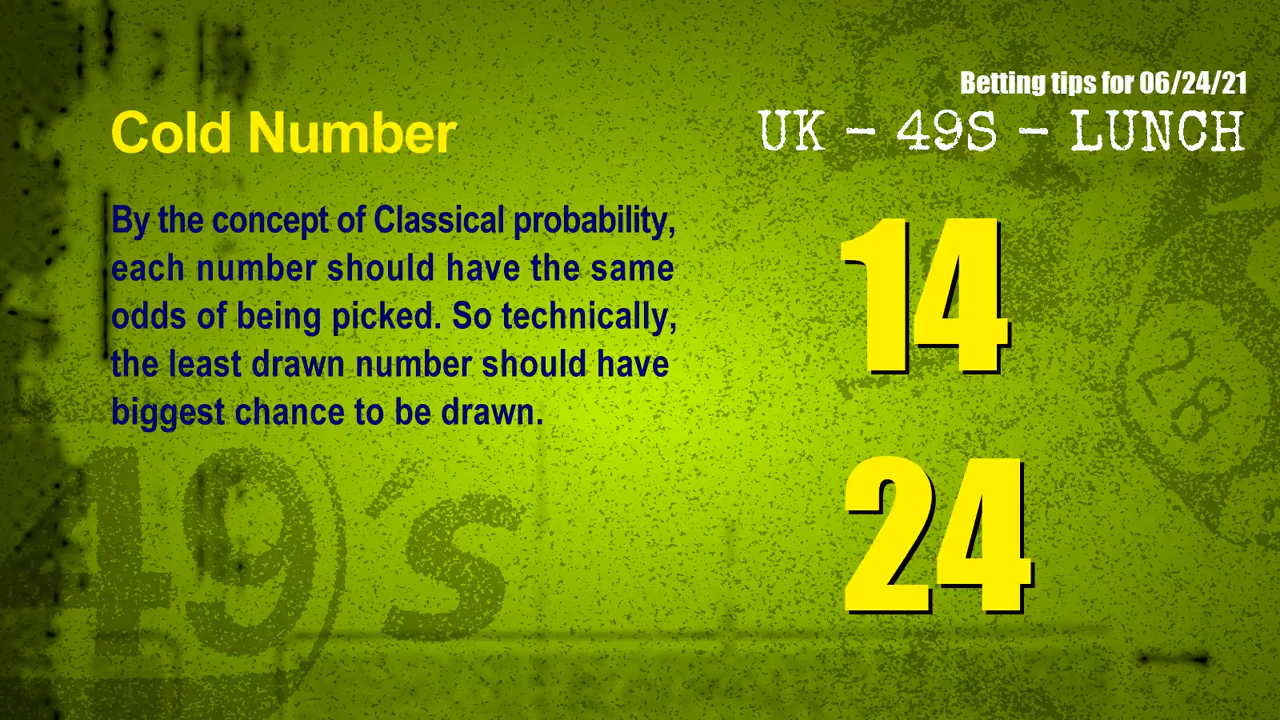 Betting tips for 06/24/21
UK - 49S - LUNCH
Cold Number
By the concept of Classical probability,
each number should have the same
odds of being picked. So technically,
the least drawn number should have
biggest chance to be drawn.
14
24
28
49's